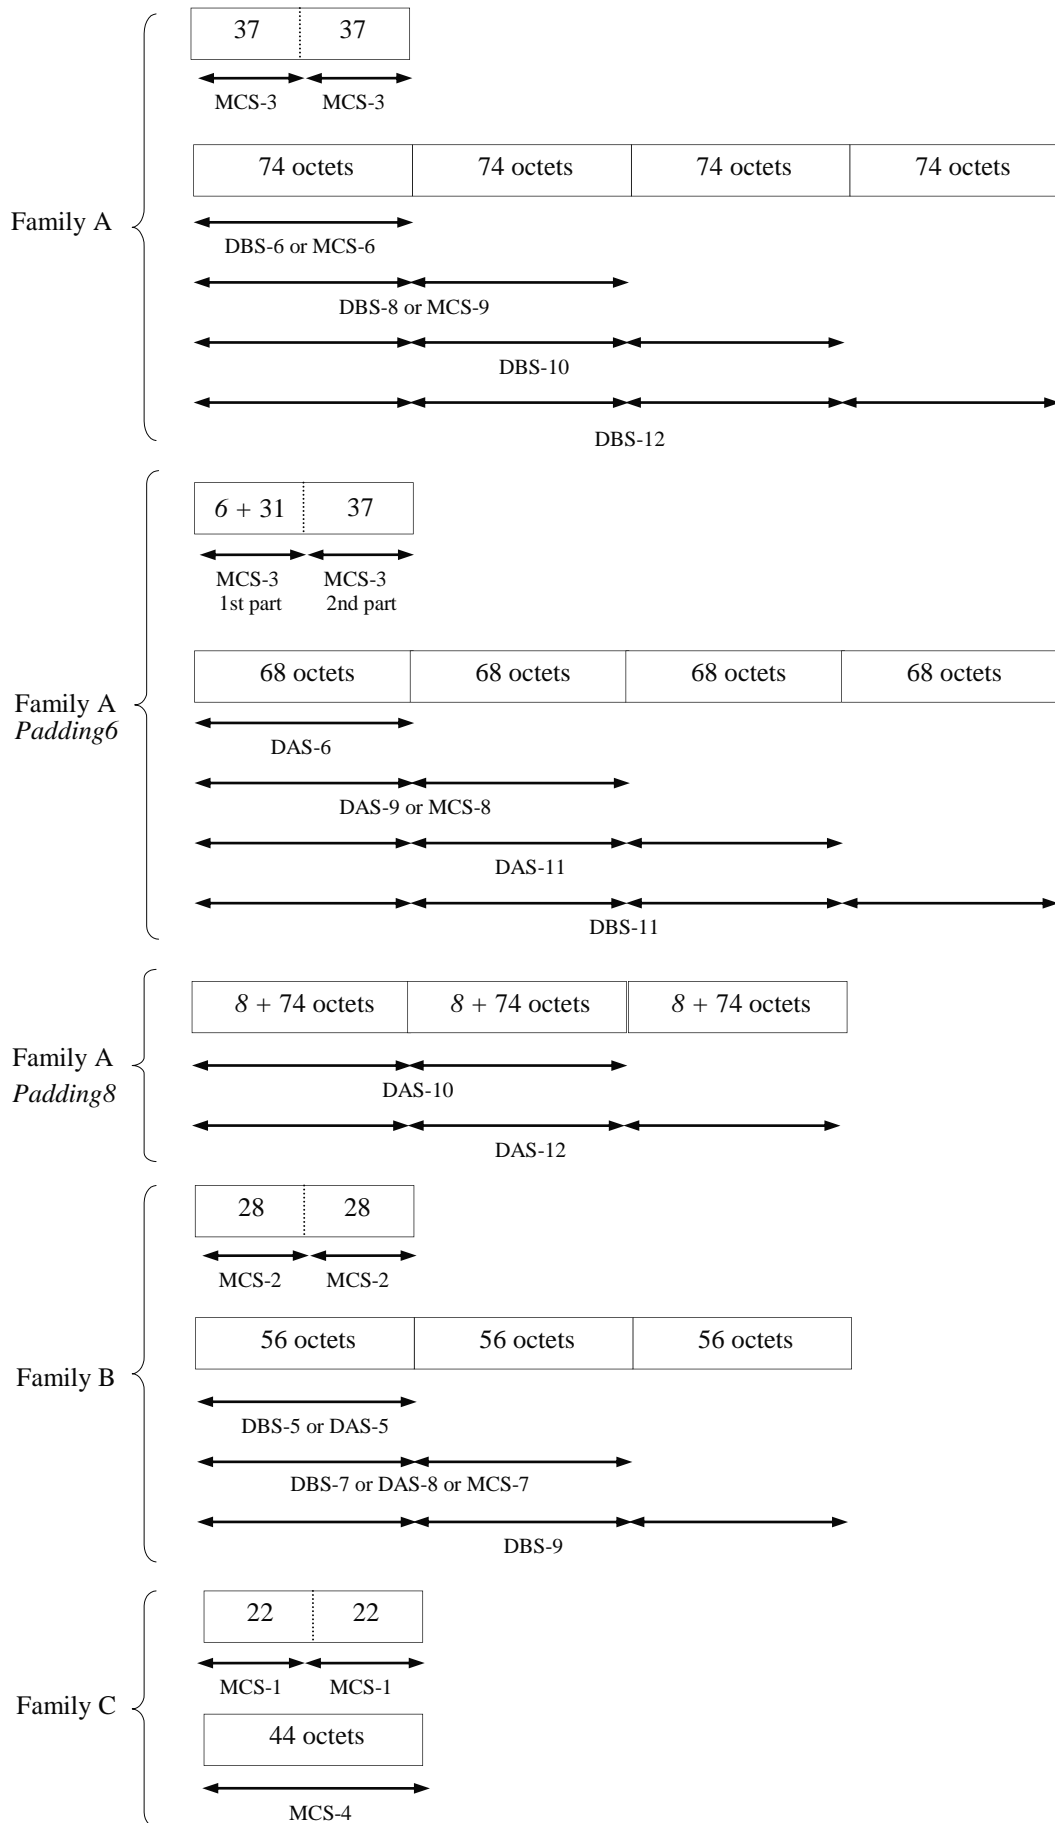 37 37
MCS-3 MCS-3
74 octets 74 octets 74 octets 74 octets
Family A
DBS-6 or MCS-6
DBS-8 or MCS-9
DBS-10
DBS-12
6 + 31 37
MCS-3 MCS-3
1st part 2nd part
68 octets 68 octets 68 octets 68 octets
Family A
Padding6
DAS-6
DAS-9 or MCS-8
DAS-11
DBS-11
8 + 74 octets 8 + 74 octets 8 + 74 octets
Family A
Padding8
DAS-10
DAS-12
28 28
MCS-2 MCS-2
56 octets 56 octets 56 octets
Family B
DBS-5 or DAS-5
DBS-7 or DAS-8 or MCS-7
DBS-9
22 22
MCS-1 MCS-1
Family C
44 octets
MCS-4